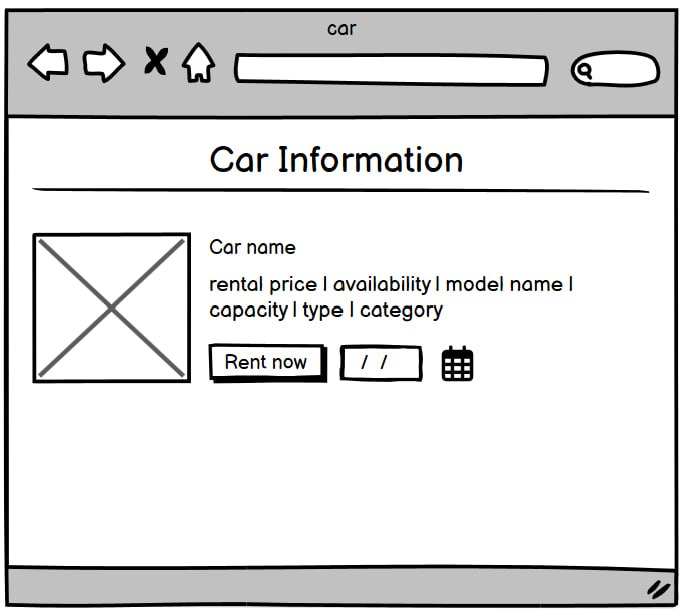 car
Car Information
Car name
rental price | availability | model name |
capacity | type | category
Rent now
/ /